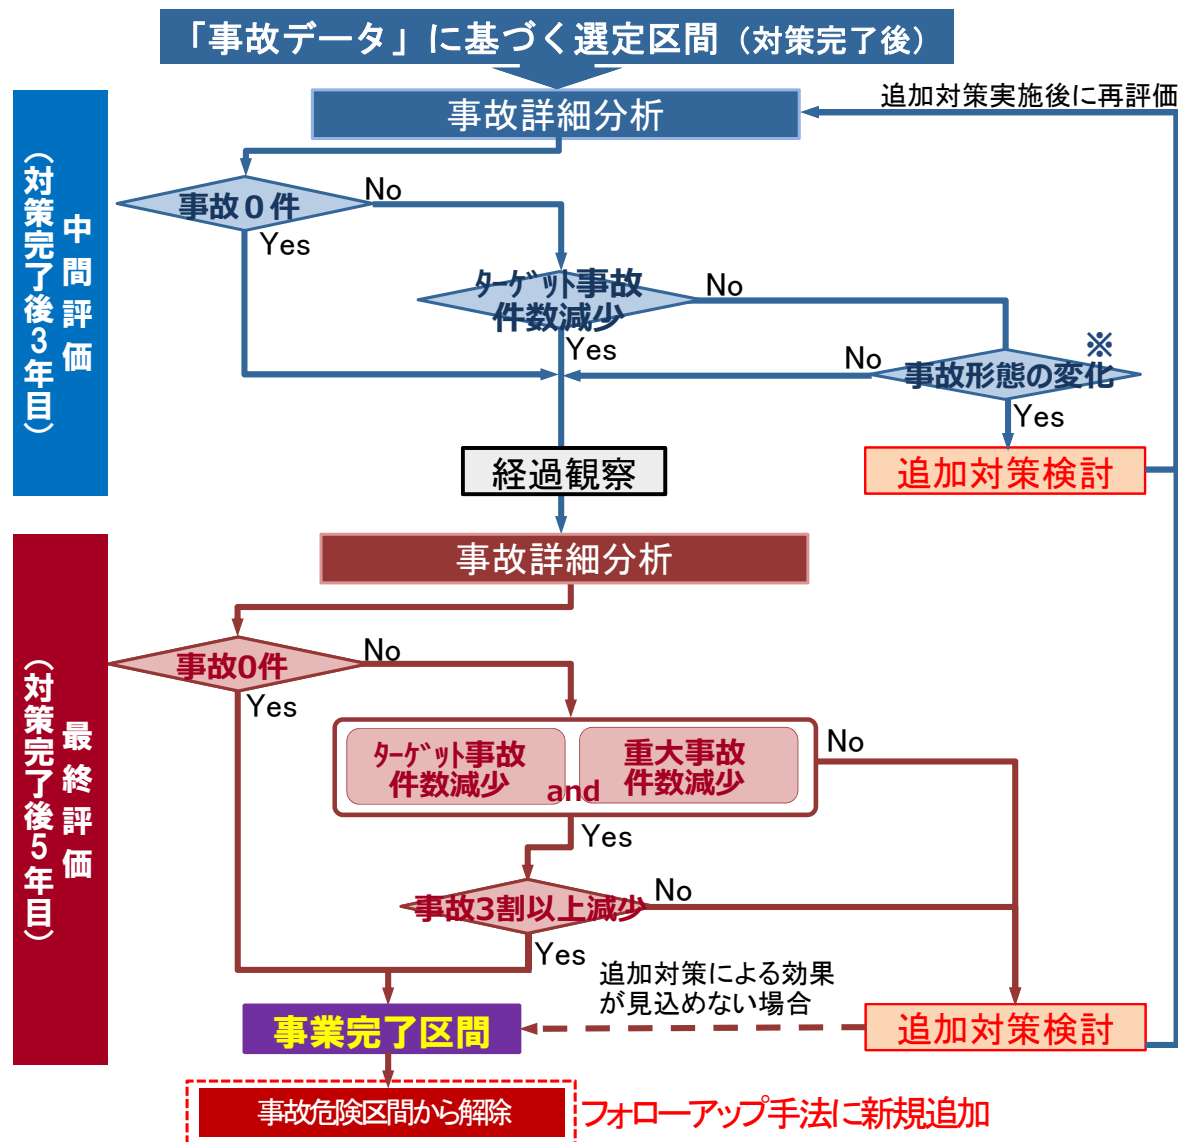 「事故データ」に基づく選定区間（対策完了後）
追加対策実施後に再評価
事故詳細分析
中間評価
（対策完了後3年目）
事故０件
No
Yes
ﾀｰｹﾞｯﾄ事故
件数減少
No
Yes
※
事故形態の変化
No
Yes
経過観察
追加対策検討
事故詳細分析
最終評価
（対策完了後5年目）
事故0件
No
Yes
ﾀｰｹﾞｯﾄ事故
件数減少
and
重大事故
件数減少
No
Yes
事故3割以上減少
No
Yes
追加対策による効果
が見込めない場合
事業完了区間
追加対策検討
事故危険区間から解除
フォローアップ手法に新規追加